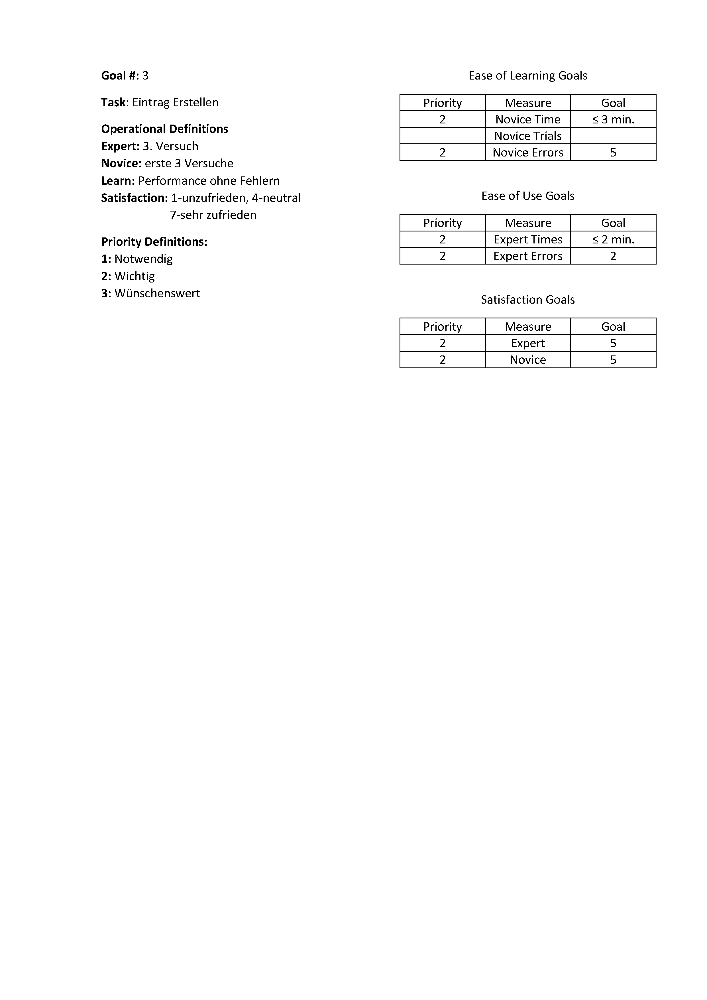 Goal #: 3
Task: Eintrag Erstellen
Operational Definitions
Expert: 3. Versuch
Novice: erste 3 Versuche
Learn: Performance ohne Fehlern
Satisfaction: 1-unzufrieden, 4-neutral
7-sehr zufrieden
Priority Definitions:
1: Notwendig
2: Wichtig
3: Wünschenswert
Ease of Learning Goals
Priority Measure Goal
2 Novice Time ≤ 3 min.
Novice Trials
2 Novice Errors 5
Ease of Use Goals
Priority Measure Goal
2 Expert Times ≤ 2 min.
2 Expert Errors 2
Satisfaction Goals
Priority Measure Goal
2 Expert 5
2 Novice 5